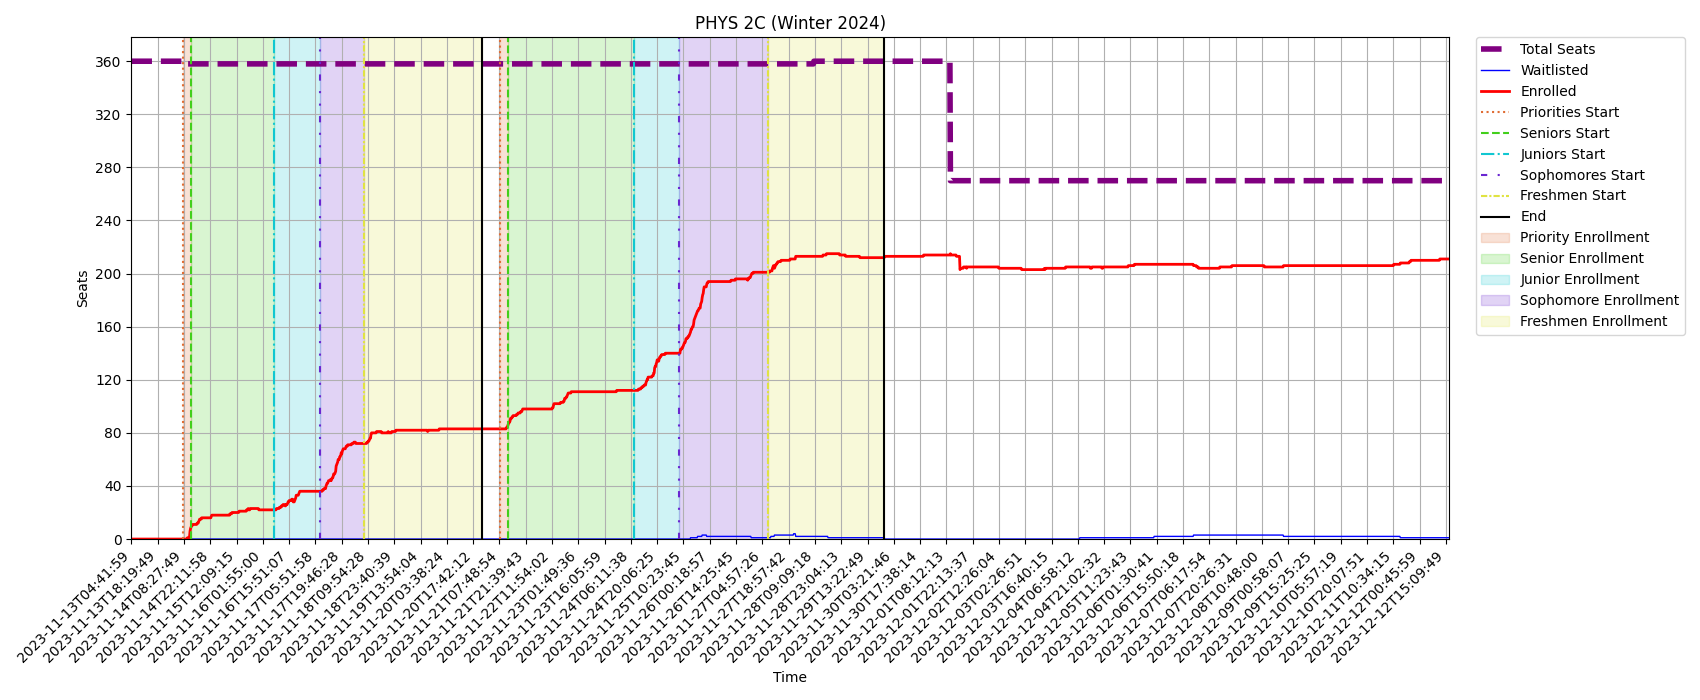 PHYS 2C (Winter 2024)
Seats
360
320
280
240
200
160
120
80
40
0
2023-11-13T04:41:59
2023-11-13T18:19:49
2023-11-14T08:27:49
2023-11-14T22:11:58
2023-11-15T12:09:15
2023-11-16T01:55:00
2023-11-16T15:51:07
2023-11-17T05:51:58
2023-11-17T19:46:28
2023-11-18T09:54:28
2023-11-18T23:40:39
2023-11-19T13:54:04
2023-11-20T03:38:24
2023-11-20T17:42:12
2023-11-21T07:48:54
2023-11-21T21:39:43
2023-11-22T11:54:02
2023-11-23T01:49:36
2023-11-23T16:05:59
2023-11-24T06:11:38
2023-11-24T20:06:25
2023-11-25T10:23:45
2023-11-26T00:18:57
2023-11-26T14:25:45
2023-11-27T04:57:26
2023-11-27T18:57:42
2023-11-28T09:09:18
2023-11-28T23:04:13
2023-11-29T13:22:49
2023-11-30T03:21:46
2023-11-30T17:38:14
2023-12-01T08:12:13
2023-12-01T22:13:37
2023-12-02T12:26:04
2023-12-03T02:26:51
2023-12-03T16:40:15
2023-12-04T06:58:12
2023-12-04T21:02:32
2023-12-05T11:23:43
2023-12-06T01:30:41
2023-12-06T15:50:18
2023-12-07T06:17:54
2023-12-07T20:26:31
2023-12-08T10:48:00
2023-12-09T00:58:07
2023-12-09T15:25:25
2023-12-10T05:57:19
2023-12-10T20:07:51
2023-12-11T10:34:15
2023-12-12T00:45:59
2023-12-12T15:09:49
Time
Total Seats
Waitlisted
Enrolled
Priorities Start
Seniors Start
Juniors Start
Sophomores Start
Freshmen Start
End
Priority Enrollment
Senior Enrollment
Junior Enrollment
Sophomore Enrollment
Freshmen Enrollment